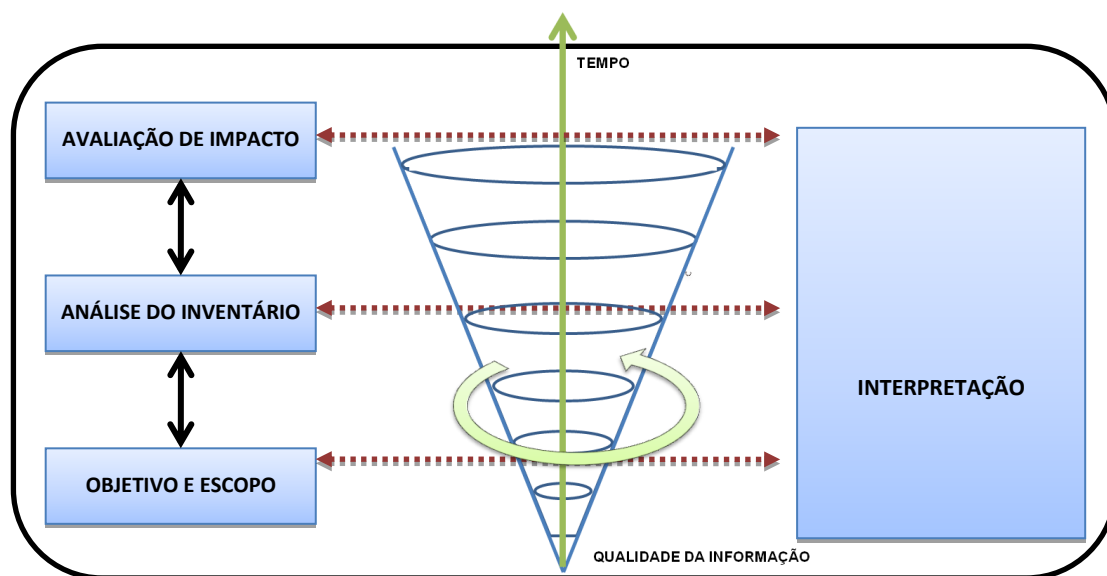 TEMPO
AVALIAÇÃO DE IMPACTO
ANÁLISE DO INVENTÁRIO
INTERPRETAÇÃO
OBJETIVO E ESCOPO
QUALIDADE DA INFORMAÇÃO